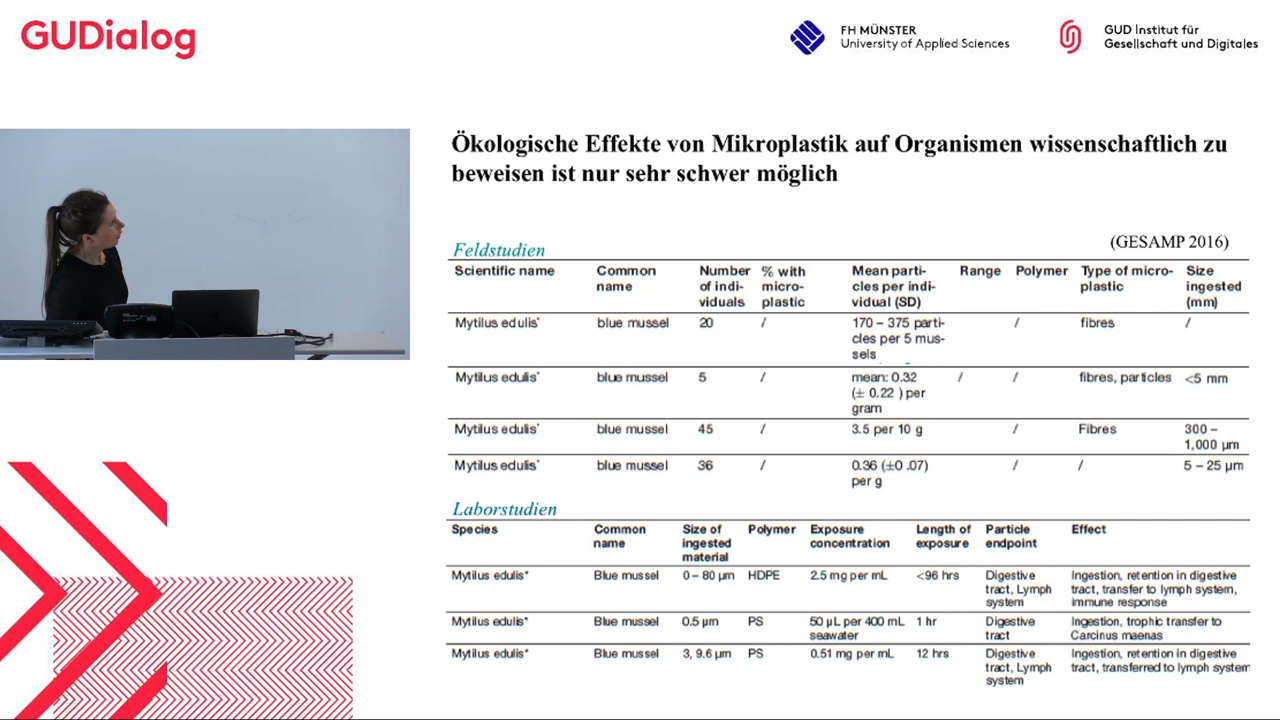 GUDialog
FH MÜNSTER
University of Applied Sciences
GUD Institut für
Gesellschaft und Digitales
Ökologische Effekte von Mikroplastik auf Organismen wissenschaftlich zu
beweisen ist nur sehr schwer möglich
(GESAMP 2016)
Feldstudien
Scientific name Common name Number of indi-viduals % with micro-plastic Mean parti-cles per indi-vidual (SD) Range Polymer Type of micro-plastic Size ingested (mm)
Mytilus edulis* blue mussel 20 / 170 – 375 parti-cles per 5 mus-sels / fibres /
Mytilus edulis* blue mussel 5 / mean: 0.32 (± 0.22 ) per gram / / fibres, particles <5 mm
Mytilus edulis* blue mussel 45 / 3.5 per 10 g / Fibres 300 – 1,000 µm
Mytilus edulis* blue mussel 36 / 0.36 (±0 .07) per g / / 5 – 25 µm
Laborstudien
Species Common name Size of ingested material Polymer Exposure concentration Length of exposure Particle endpoint Effect
Mytilus edulis* Blue mussel 0 – 80 µm HDPE 2.5 mg per mL <96 hrs Digestive tract, Lymph system Ingestion, retention in digestive tract, transfer to lymph system, immune response
Mytilus edulis* Blue mussel 0.5 µm PS 50 µL per 400 mL seawater 1 hr Digestive tract Ingestion, trophic transfer to Carcinus maenas
Mytilus edulis* Blue mussel 3, 9.6 µm PS 0.51 mg per mL 12 hrs Digestive tract, Lymph system Ingestion, retention in digestive tract, transferred to lymph system